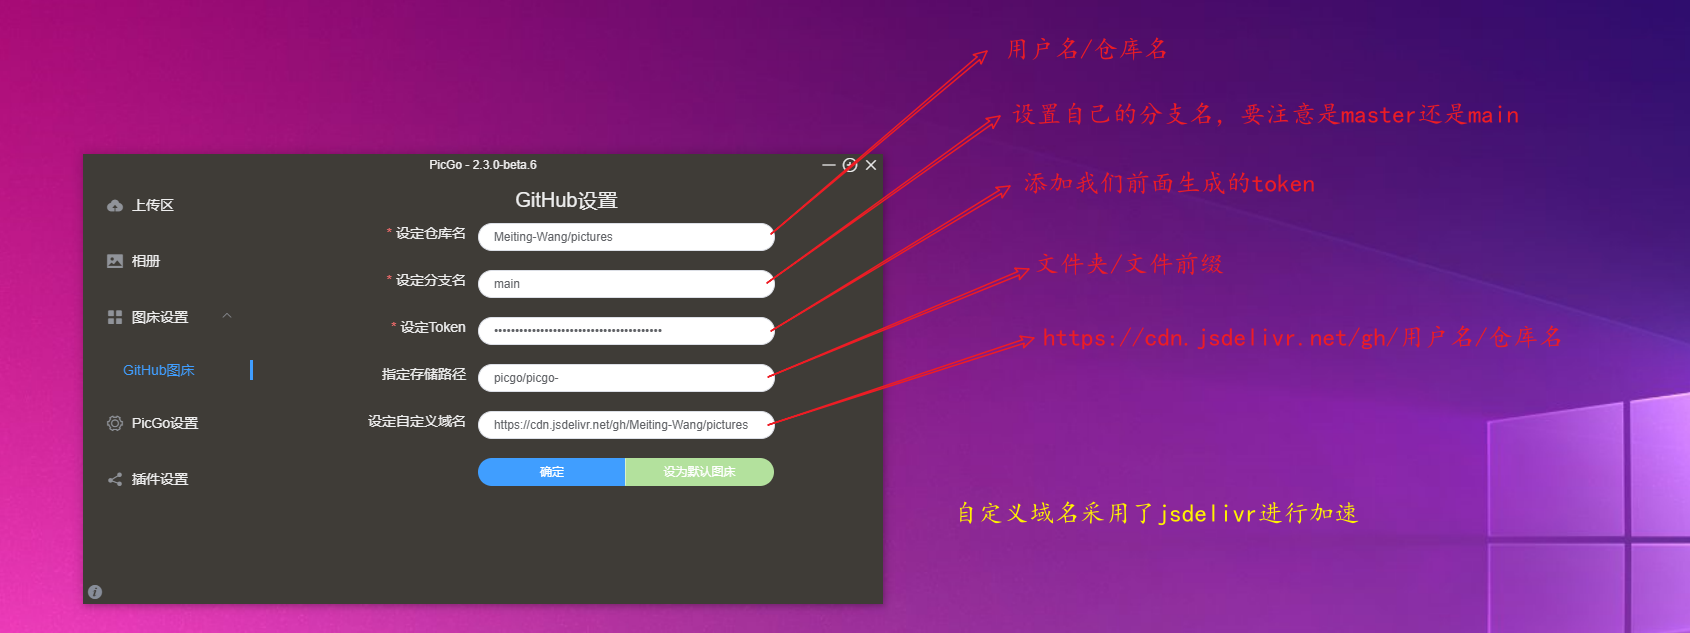 用户名/仓库名
设置自己的分支名，要注意是master还是main
PicGo - 2.3.0-beta.6
添加我们前面生成的token
GitHub设置
上传区
* 设定仓库名 Meiting-Wang/pictures
相册
文件夹/文件前缀
* 设定分支名 main
图床设置
* 设定Token ••••••••••••••••••••••••••••••••••••••••
https://cdn.jsdelivr.net/gh/用户名/仓库名
GitHub图床
指定存储路径 picgo/picgo-
PicGo设置
设定自定义域名 https://cdn.jsdelivr.net/gh/Meiting-Wang/pictures
确定 设为默认图床
插件设置
自定义域名采用了jsdelivr进行加速